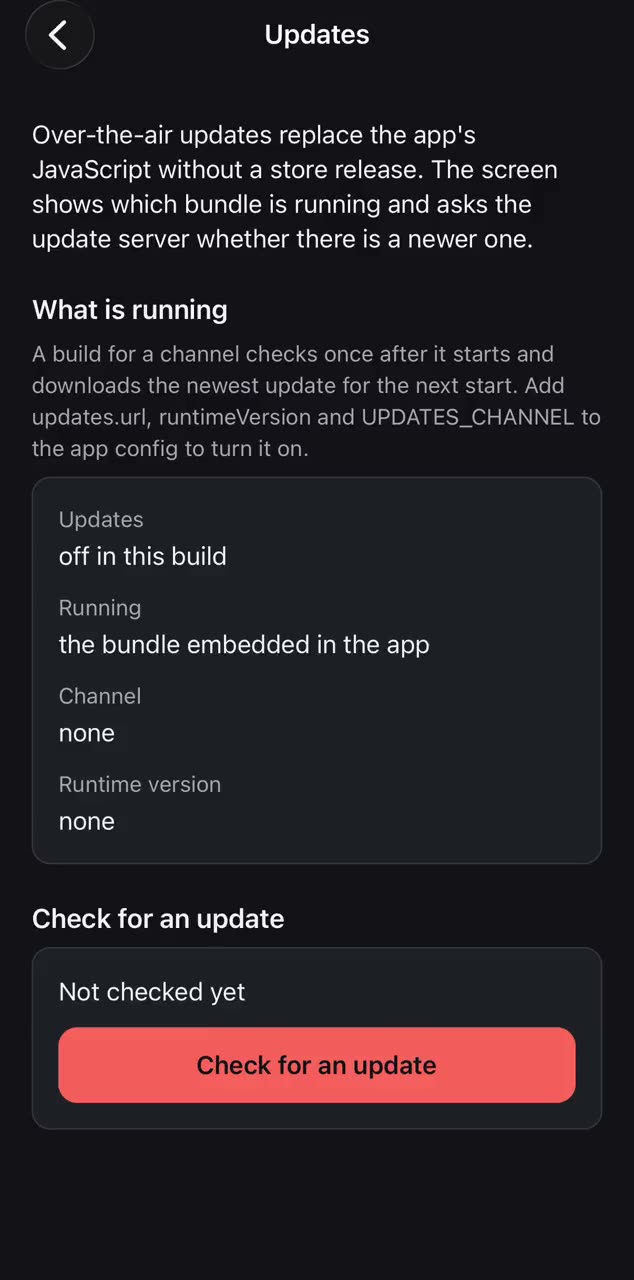 Updates
Over-the-air updates replace the app's
JavaScript without a store release. The screen
shows which bundle is running and asks the
update server whether there is a newer one.
What is running
A build for a channel checks once after it starts and
downloads the newest update for the next start. Add
updates.url, runtimeVersion and UPDATES_CHANNEL to
the app config to turn it on.
Updates
off in this build
Running
the bundle embedded in the app
Channel
none
Runtime version
none
Check for an update
Not checked yet
Check for an update